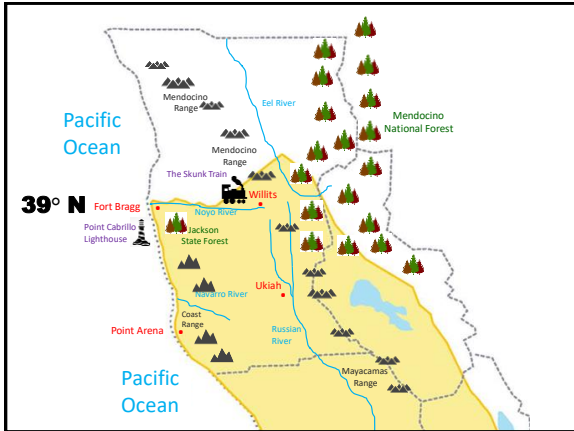 Mendocino
Range
Eel River
Mendocino
National Forest
Pacific
Ocean
Mendocino
Range
The Skunk Train
39° N
Fort Bragg
Willits
Noyo River
Point Cabrillo
Lighthouse
Jackson
State Forest
Ukiah
Navarro River
Coast
Range
Point Arena
Russian
River
Mayacamas
Range
Pacific
Ocean